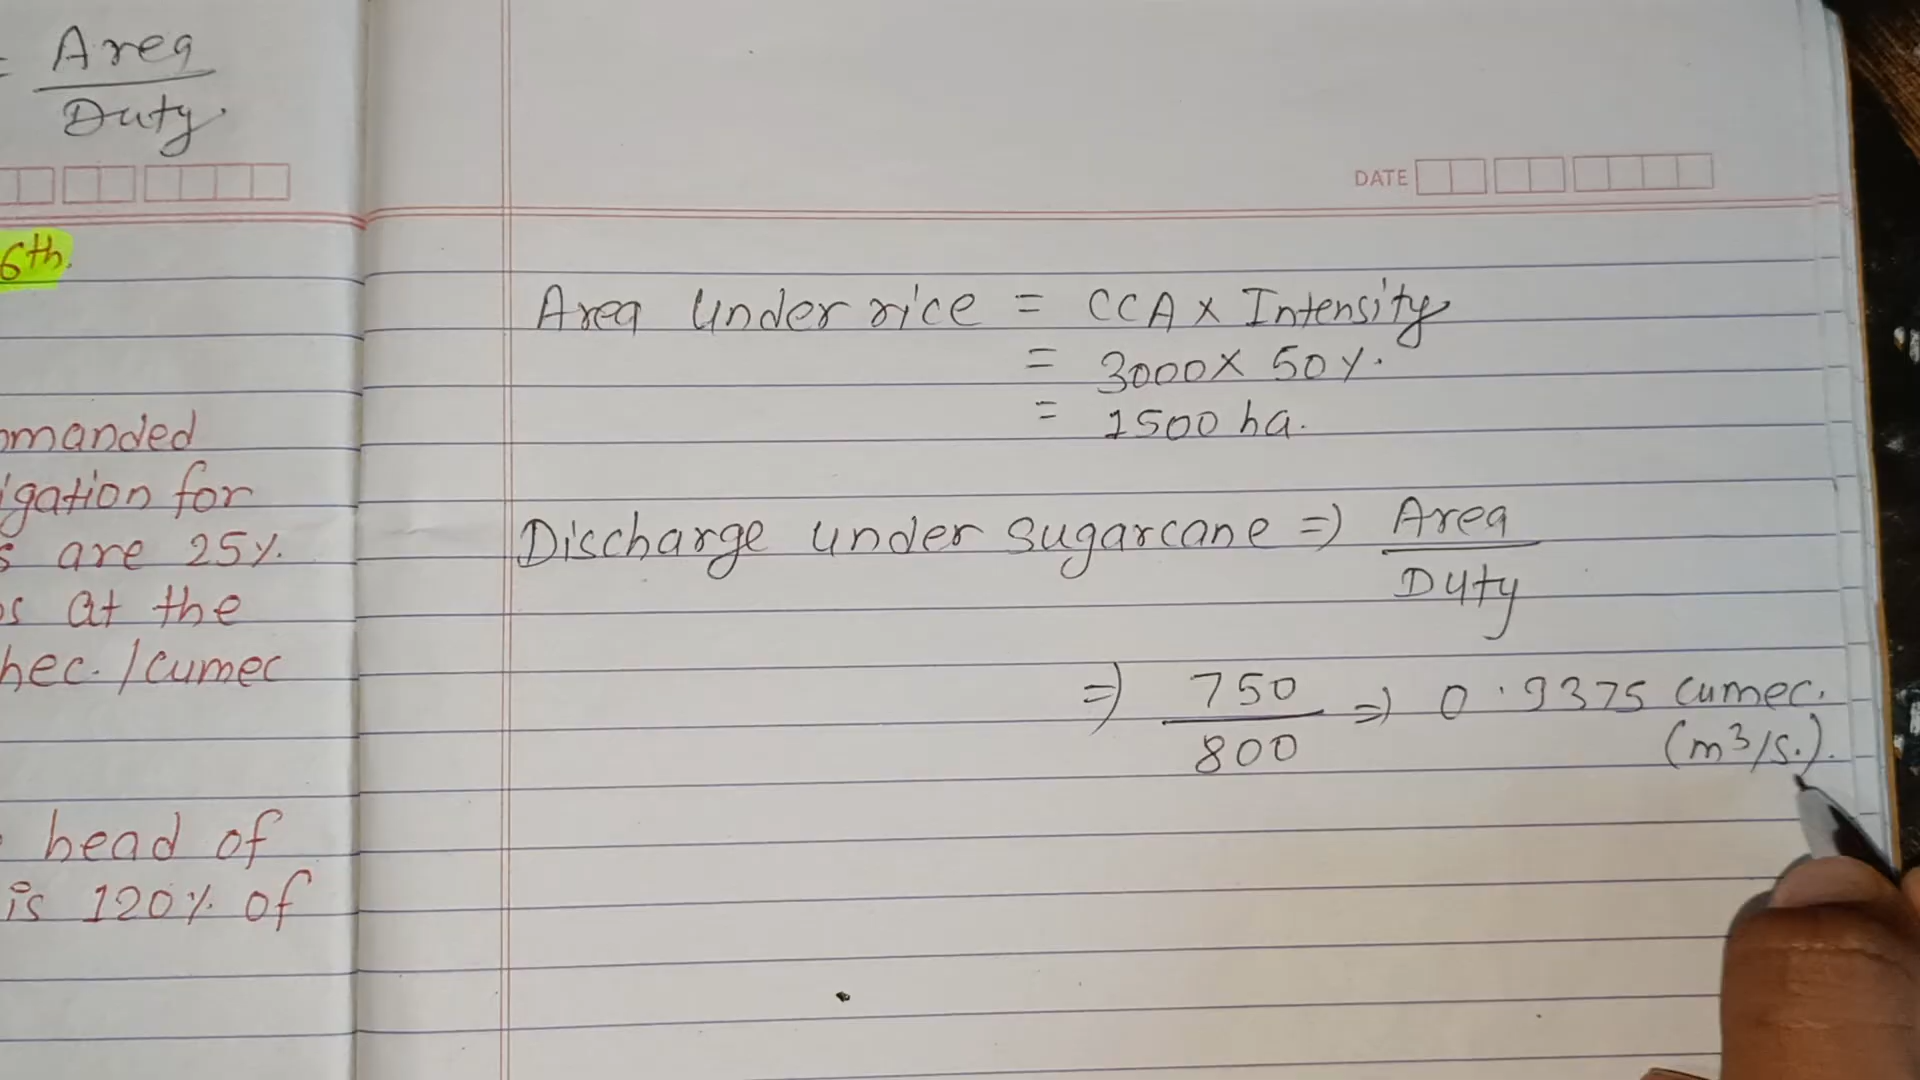 = Area
Duty.
6th.
manded
igation for
s are 25%.
s at the
hec./cumec
head of
is 120% of
DATE
Area under rice = CCA X Intensity
= 3000 X 50%.
= 1500 ha.
Discharge under sugarcane => Area
Duty
=> 750 => 0.9375 cumec.
800 (m3/s.).